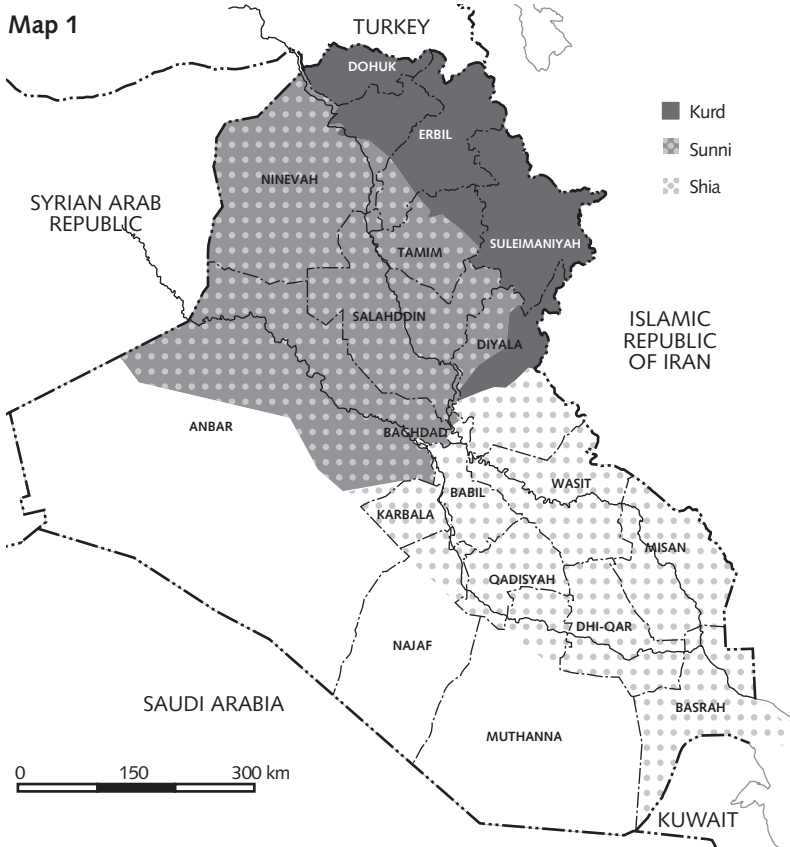 Map 1
TURKEY
DOHUK
Kurd
ERBIL
Sunni
NINEVAH
Shia
SYRIAN ARAB
REPUBLIC
SULEIMANIYAH
TAMIM
SALAHDDIN
ISLAMIC
REPUBLIC
OF IRAN
DIYALA
ANBAR
BAGHDAD
WASIT
BABIL
KARBALA
MISAN
QADISYAH
DHI-QAR
NAJAF
SAUDI ARABIA
BASRAH
MUTHANNA
0 150 300 km
KUWAIT